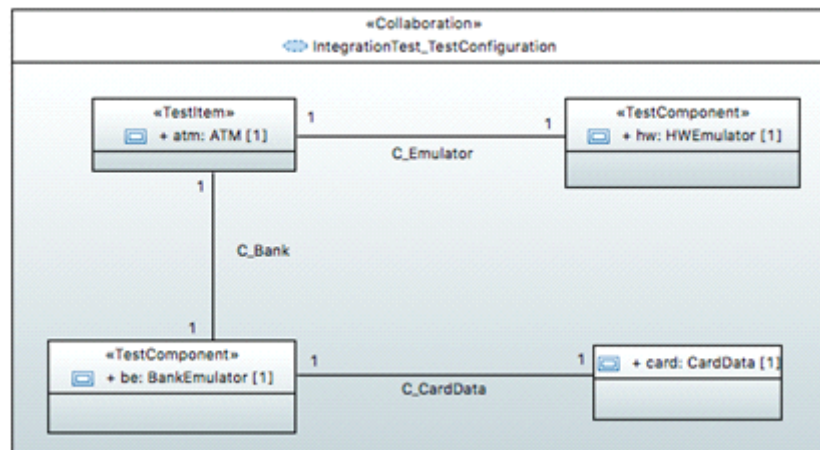 «Collaboration»
IntegrationTest_TestConfiguration
«TestItem»
+ atm: ATM [1]
1
1
C_Emulator
«TestComponent»
+ hw: HWEmulator [1]
1
C_Bank
1
«TestComponent»
+ be: BankEmulator [1]
1
1
C_CardData
+ card: CardData [1]